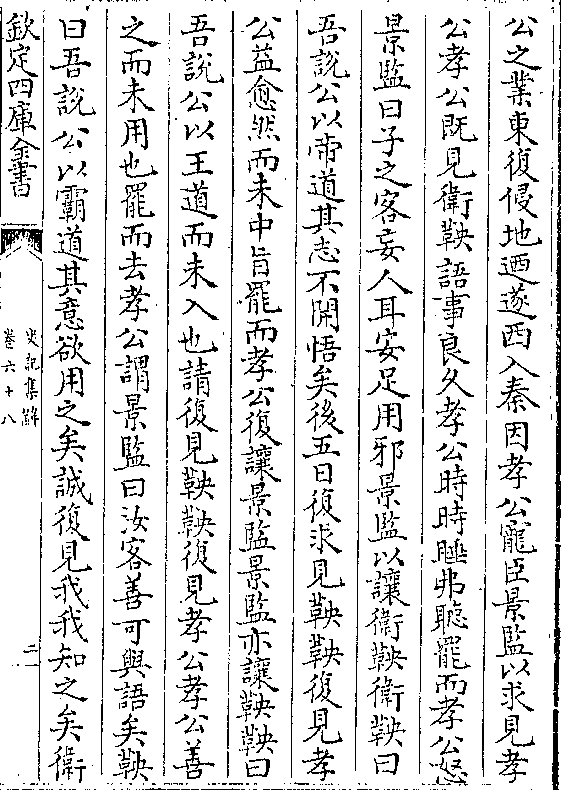 公之業東復侵地迺遂西入秦因孝公寵臣景監以求見孝
公孝公既見衛鞅語事良久孝公時時睡弗聽罷而孝公怒
景監曰子之客妄人耳安足用邪景監以讓衛鞅衛鞅曰
吾說公以帝道其志不開悟矣後五日復求見鞅鞅復見孝
公益愈然而未中旨罷而孝公復讓景監景監亦讓鞅鞅曰
吾說公以王道而未入也請復見鞅鞅復見孝公孝公善
之而未用也罷而去孝公謂景監曰汝客善可與語矣鞅
曰吾說公以霸道其意欲用之矣誠復見我我知之矣衛
欽定四庫全書
史記集解
卷六十八
二